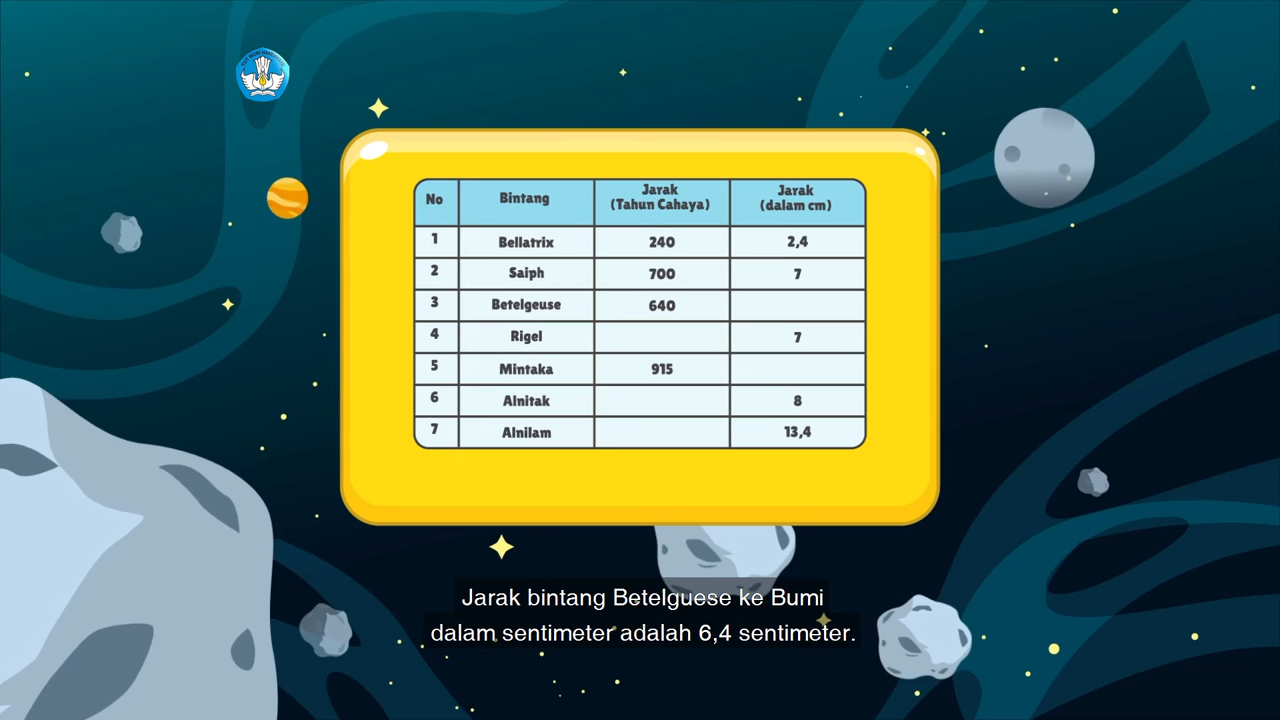 No Bintang Jarak (Tahun Cahaya) Jarak (dalam cm)
1 Bellatrix 240 2,4
2 Saiph 700 7
3 Betelgeuse 640
4 Rigel 7
5 Mintaka 915
6 Alnitak 8
7 Alnilam 13,4
Jarak bintang Betelguese ke Bumi
dalam sentimeter adalah 6,4 sentimeter.